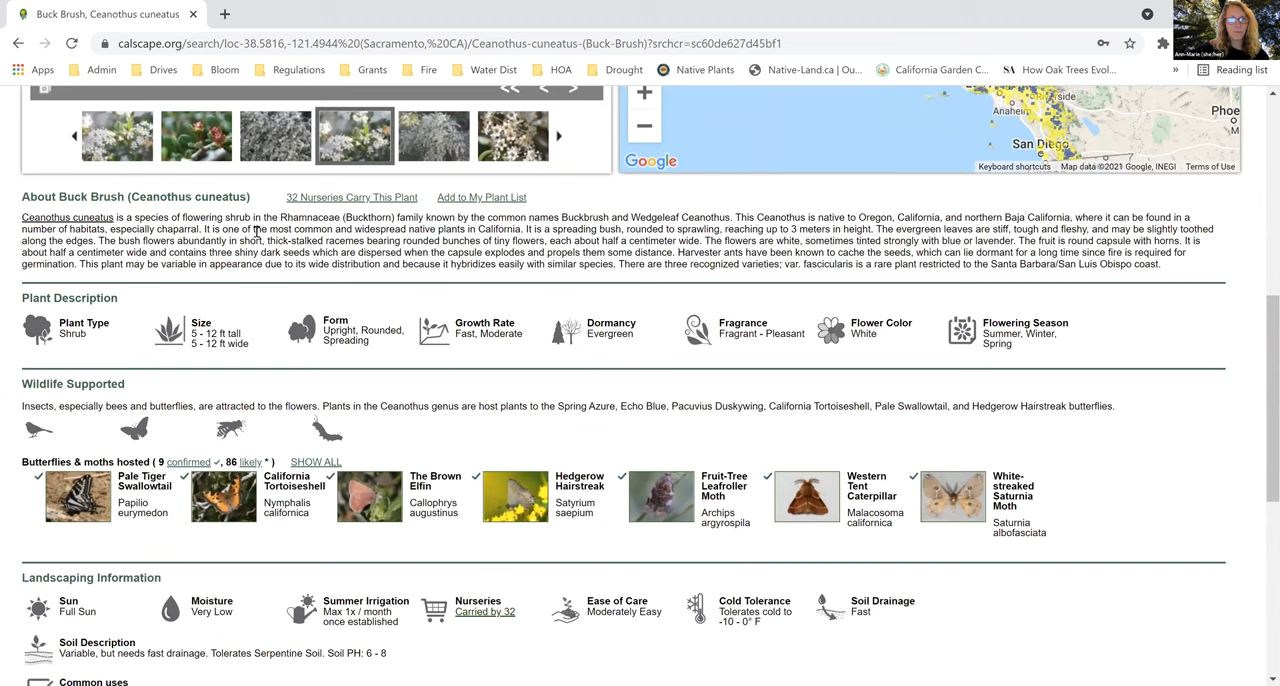 Buck Brush, Ceanothus cuneatus
calscape.org/search/loc-38.5816,-121.4944%20(Sacramento,%20CA)/Ceanothus-cuneatus-(Buck-Brush)?srchcr=sc60de627d45bf1
Ann-Marie (she/her)
Apps Admin Drives Bloom Regulations Grants Fire Water Dist HOA Drought Native Plants Native-Land.ca | Ou... California Garden C... SA How Oak Trees Evol... » Reading list
Riverside
Anaheim
Phoe
M
San Diego
Google
Keyboard shortcuts Map data ©2021 Google, INEGI Terms of Use
About Buck Brush (Ceanothus cuneatus) 32 Nurseries Carry This Plant Add to My Plant List
Ceanothus cuneatus is a species of flowering shrub in the Rhamnaceae (Buckthorn) family known by the common names Buckbrush and Wedgeleaf Ceanothus. This Ceanothus is native to Oregon, California, and northern Baja California, where it can be found in a
number of habitats, especially chaparral. It is one of the most common and widespread native plants in California. It is a spreading bush, rounded to sprawling, reaching up to 3 meters in height. The evergreen leaves are stiff, tough and fleshy, and may be slightly toothed
along the edges. The bush flowers abundantly in short, thick-stalked racemes bearing rounded bunches of tiny flowers, each about half a centimeter wide. The flowers are white, sometimes tinted strongly with blue or lavender. The fruit is round capsule with horns. It is
about half a centimeter wide and contains three shiny dark seeds which are dispersed when the capsule explodes and propels them some distance. Harvester ants have been known to cache the seeds, which can lie dormant for a long time since fire is required for
germination. This plant may be variable in appearance due to its wide distribution and because it hybridizes easily with similar species. There are three recognized varieties; var. fascicularis is a rare plant restricted to the Santa Barbara/San Luis Obispo coast.
Plant Description
Plant Type
Shrub
Size
5 - 12 ft tall
5 - 12 ft wide
Form
Upright, Rounded,
Spreading
Growth Rate
Fast, Moderate
Dormancy
Evergreen
Fragrance
Fragrant - Pleasant
Flower Color
White
Flowering Season
Summer, Winter,
Spring
Wildlife Supported
Insects, especially bees and butterflies, are attracted to the flowers. Plants in the Ceanothus genus are host plants to the Spring Azure, Echo Blue, Pacuvius Duskywing, California Tortoiseshell, Pale Swallowtail, and Hedgerow Hairstreak butterflies.
Butterflies & moths hosted ( 9 confirmed ✓, 86 likely * ) SHOW ALL
Pale Tiger
Swallowtail
Papilio
eurymedon
California
Tortoiseshell
Nymphalis
californica
The Brown
Elfin
Callophrys
augustinus
Hedgerow
Hairstreak
Satyrium
saepium
Fruit-Tree
Leafroller
Moth
Archips
argyrospila
Western
Tent
Caterpillar
Malacosoma
californica
White-
streaked
Saturnia
Moth
Saturnia
albofasciata
Landscaping Information
Sun
Full Sun
Moisture
Very Low
Summer Irrigation
Max 1x / month
once established
Nurseries
Carried by 32
Ease of Care
Moderately Easy
Cold Tolerance
Tolerates cold to
-10 - 0° F
Soil Drainage
Fast
Soil Description
Variable, but needs fast drainage. Tolerates Serpentine Soil. Soil PH: 6 - 8
Common uses